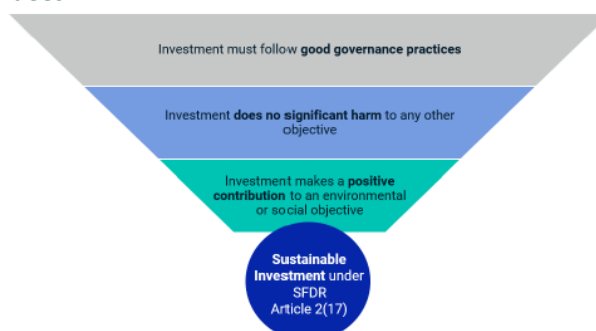 Investment must follow good governance practices
Investment does no significant harm to any other
objective
Investment makes a positive
contribution to an environmental
or social objective
Sustainable
Investment under
SFDR
Article 2(17)